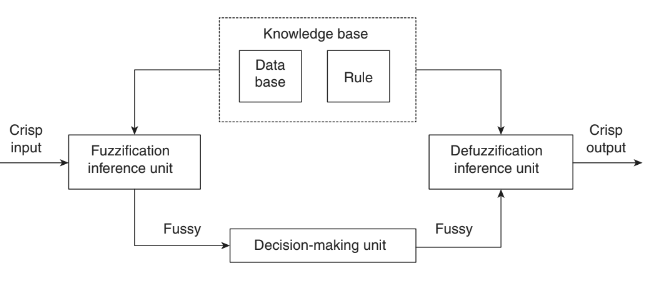 Knowledge base
Data
base
Rule
Crisp
input
Fuzzification
inference unit
Defuzzification
inference unit
Crisp
output
Fussy
Decision-making unit
Fussy